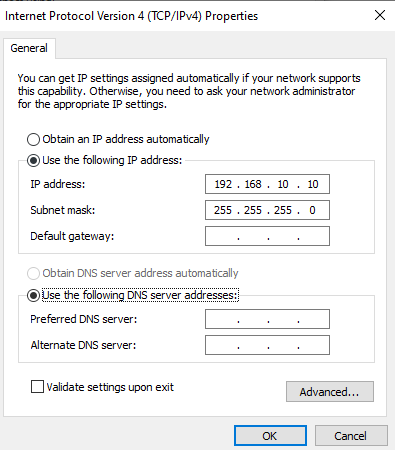 Internet Protocol Version 4 (TCP/IPv4) Properties
General
You can get IP settings assigned automatically if your network supports
this capability. Otherwise, you need to ask your network administrator
for the appropriate IP settings.
Obtain an IP address automatically
Use the following IP address:
IP address: 192 . 168 . 10 . 10
Subnet mask: 255 . 255 . 255 . 0
Default gateway: . . .
Obtain DNS server address automatically
Use the following DNS server addresses:
Preferred DNS server: . . .
Alternate DNS server: . . .
Validate settings upon exit
Advanced...
OK Cancel